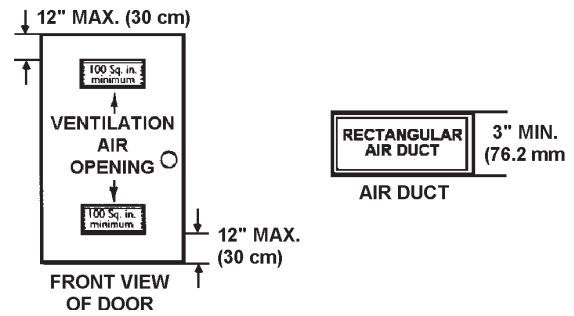 12" MAX. (30 cm)
100 Sq. in.
minimum
VENTILATION
AIR
OPENING
100 Sq. in.
minimum
12" MAX.
(30 cm)
FRONT VIEW
OF DOOR
RECTANGULAR
AIR DUCT
3" MIN.
(76.2 mm
AIR DUCT